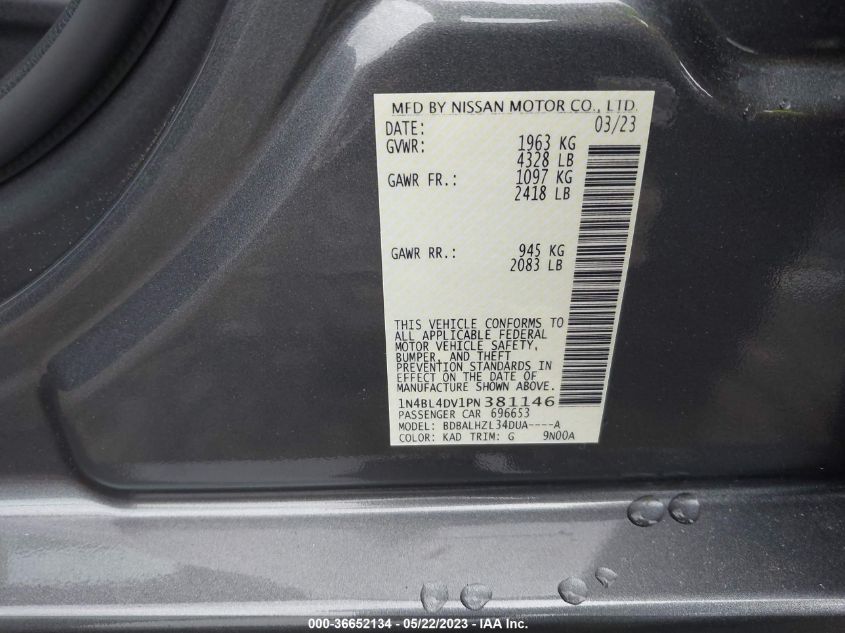 MFD BY NISSAN MOTOR CO., LTD.
DATE: 03/23
GVWR: 1963 KG
4328 LB
GAWR FR.: 1097 KG
2418 LB
GAWR RR.: 945 KG
2083 LB
THIS VEHICLE CONFORMS TO
ALL APPLICABLE FEDERAL
MOTOR VEHICLE SAFETY,
BUMPER, AND THEFT
PREVENTION STANDARDS IN
EFFECT ON THE DATE OF
MANUFACTURE SHOWN ABOVE.
1N4BL4DV1PN381146
PASSENGER CAR 696653
MODEL: BDBALHZL34DUA----A
COLOR: KAD TRIM: G 9N00A
000-36652134 - 05/22/2023 - IAA Inc.